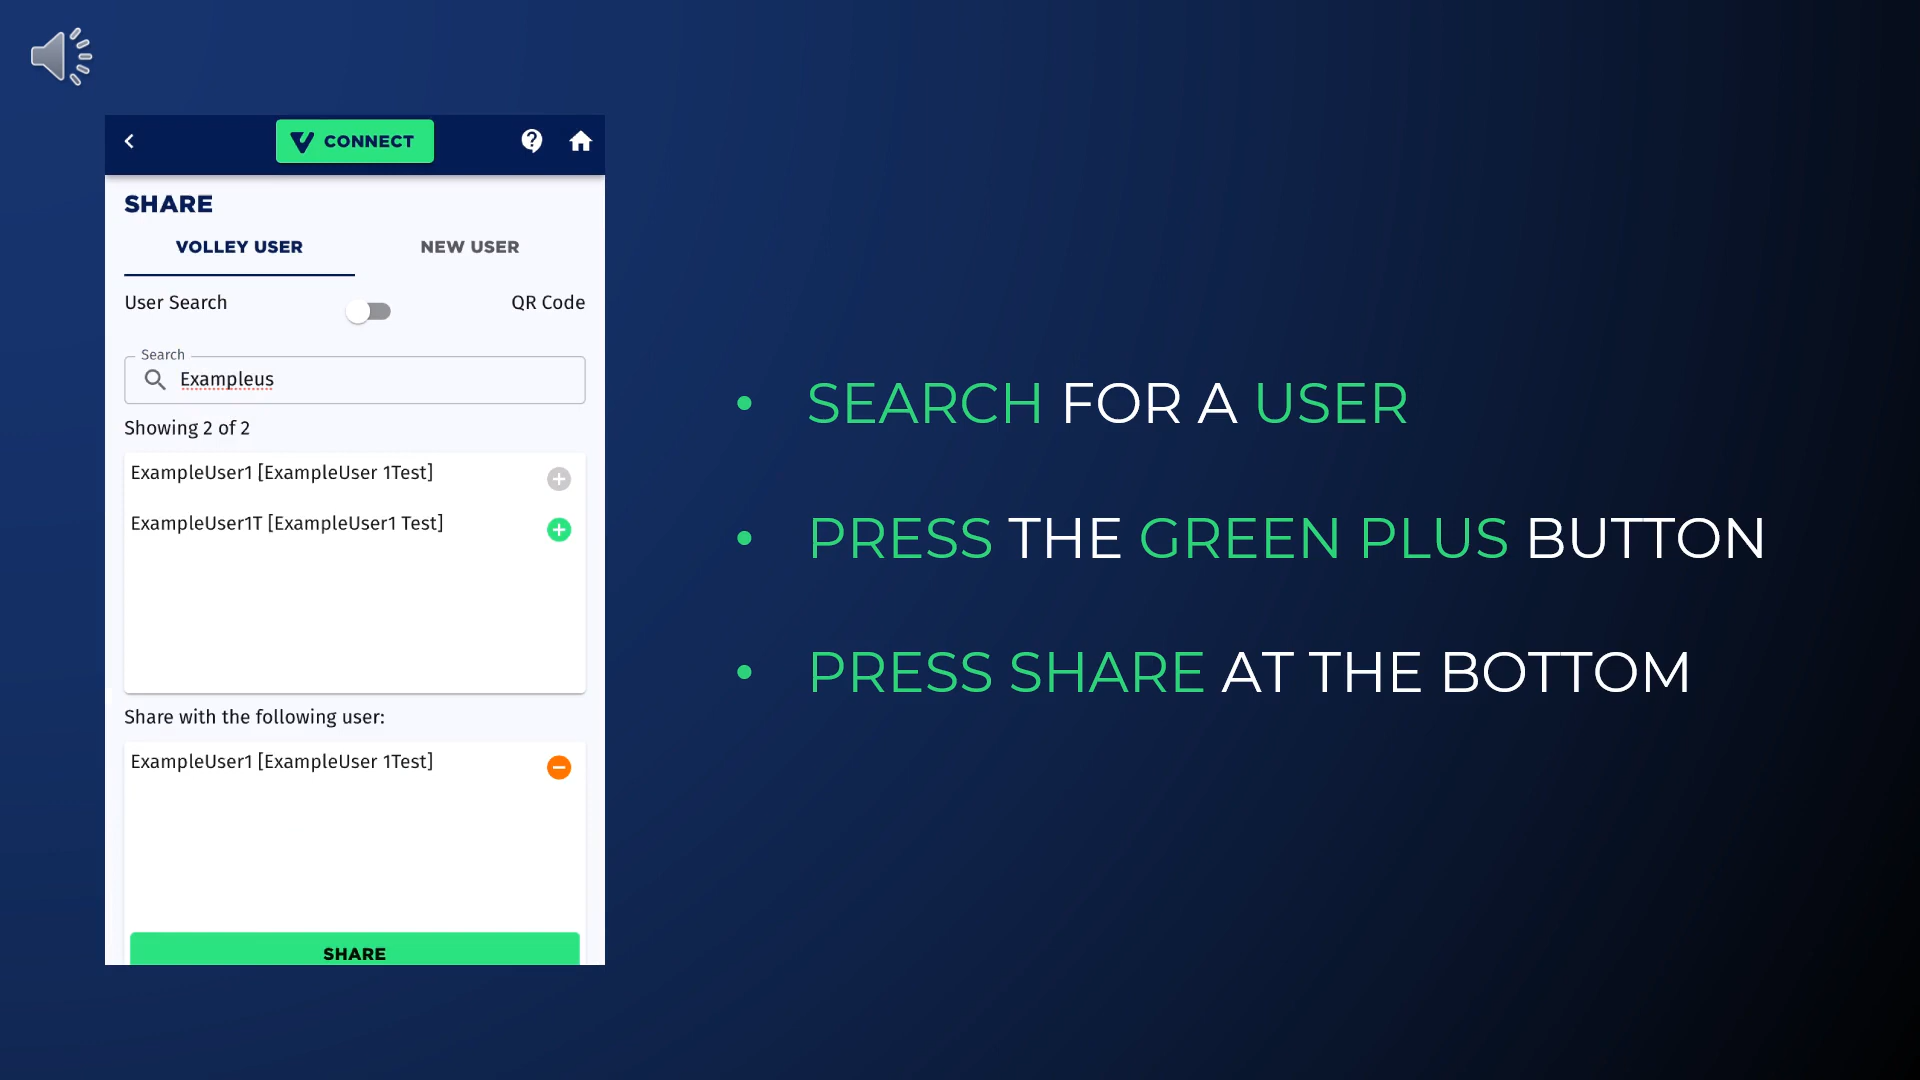 CONNECT
SHARE
VOLLEY USER
NEW USER
User Search
QR Code
Search
Exampleus
Showing 2 of 2
ExampleUser1 [ExampleUser 1Test]
ExampleUser1T [ExampleUser1 Test]
Share with the following user:
ExampleUser1 [ExampleUser 1Test]
SHARE
• SEARCH FOR A USER
• PRESS THE GREEN PLUS BUTTON
• PRESS SHARE AT THE BOTTOM